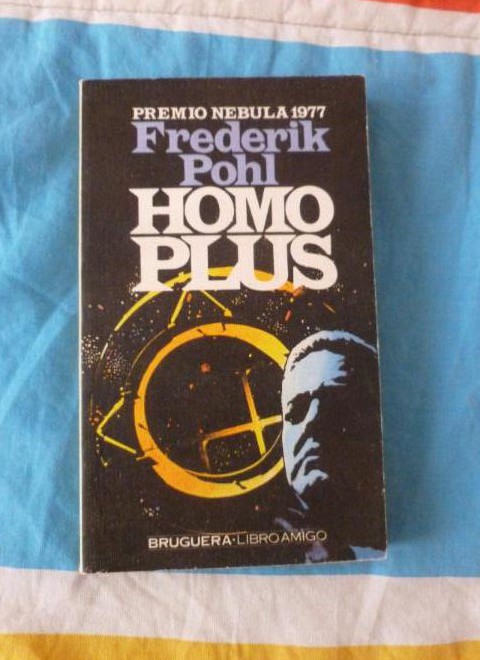 PREMIO NEBULA 1977
Frederik
Pohl
HOMO
PLUS
BRUGUERA·LIBRO AMIGO